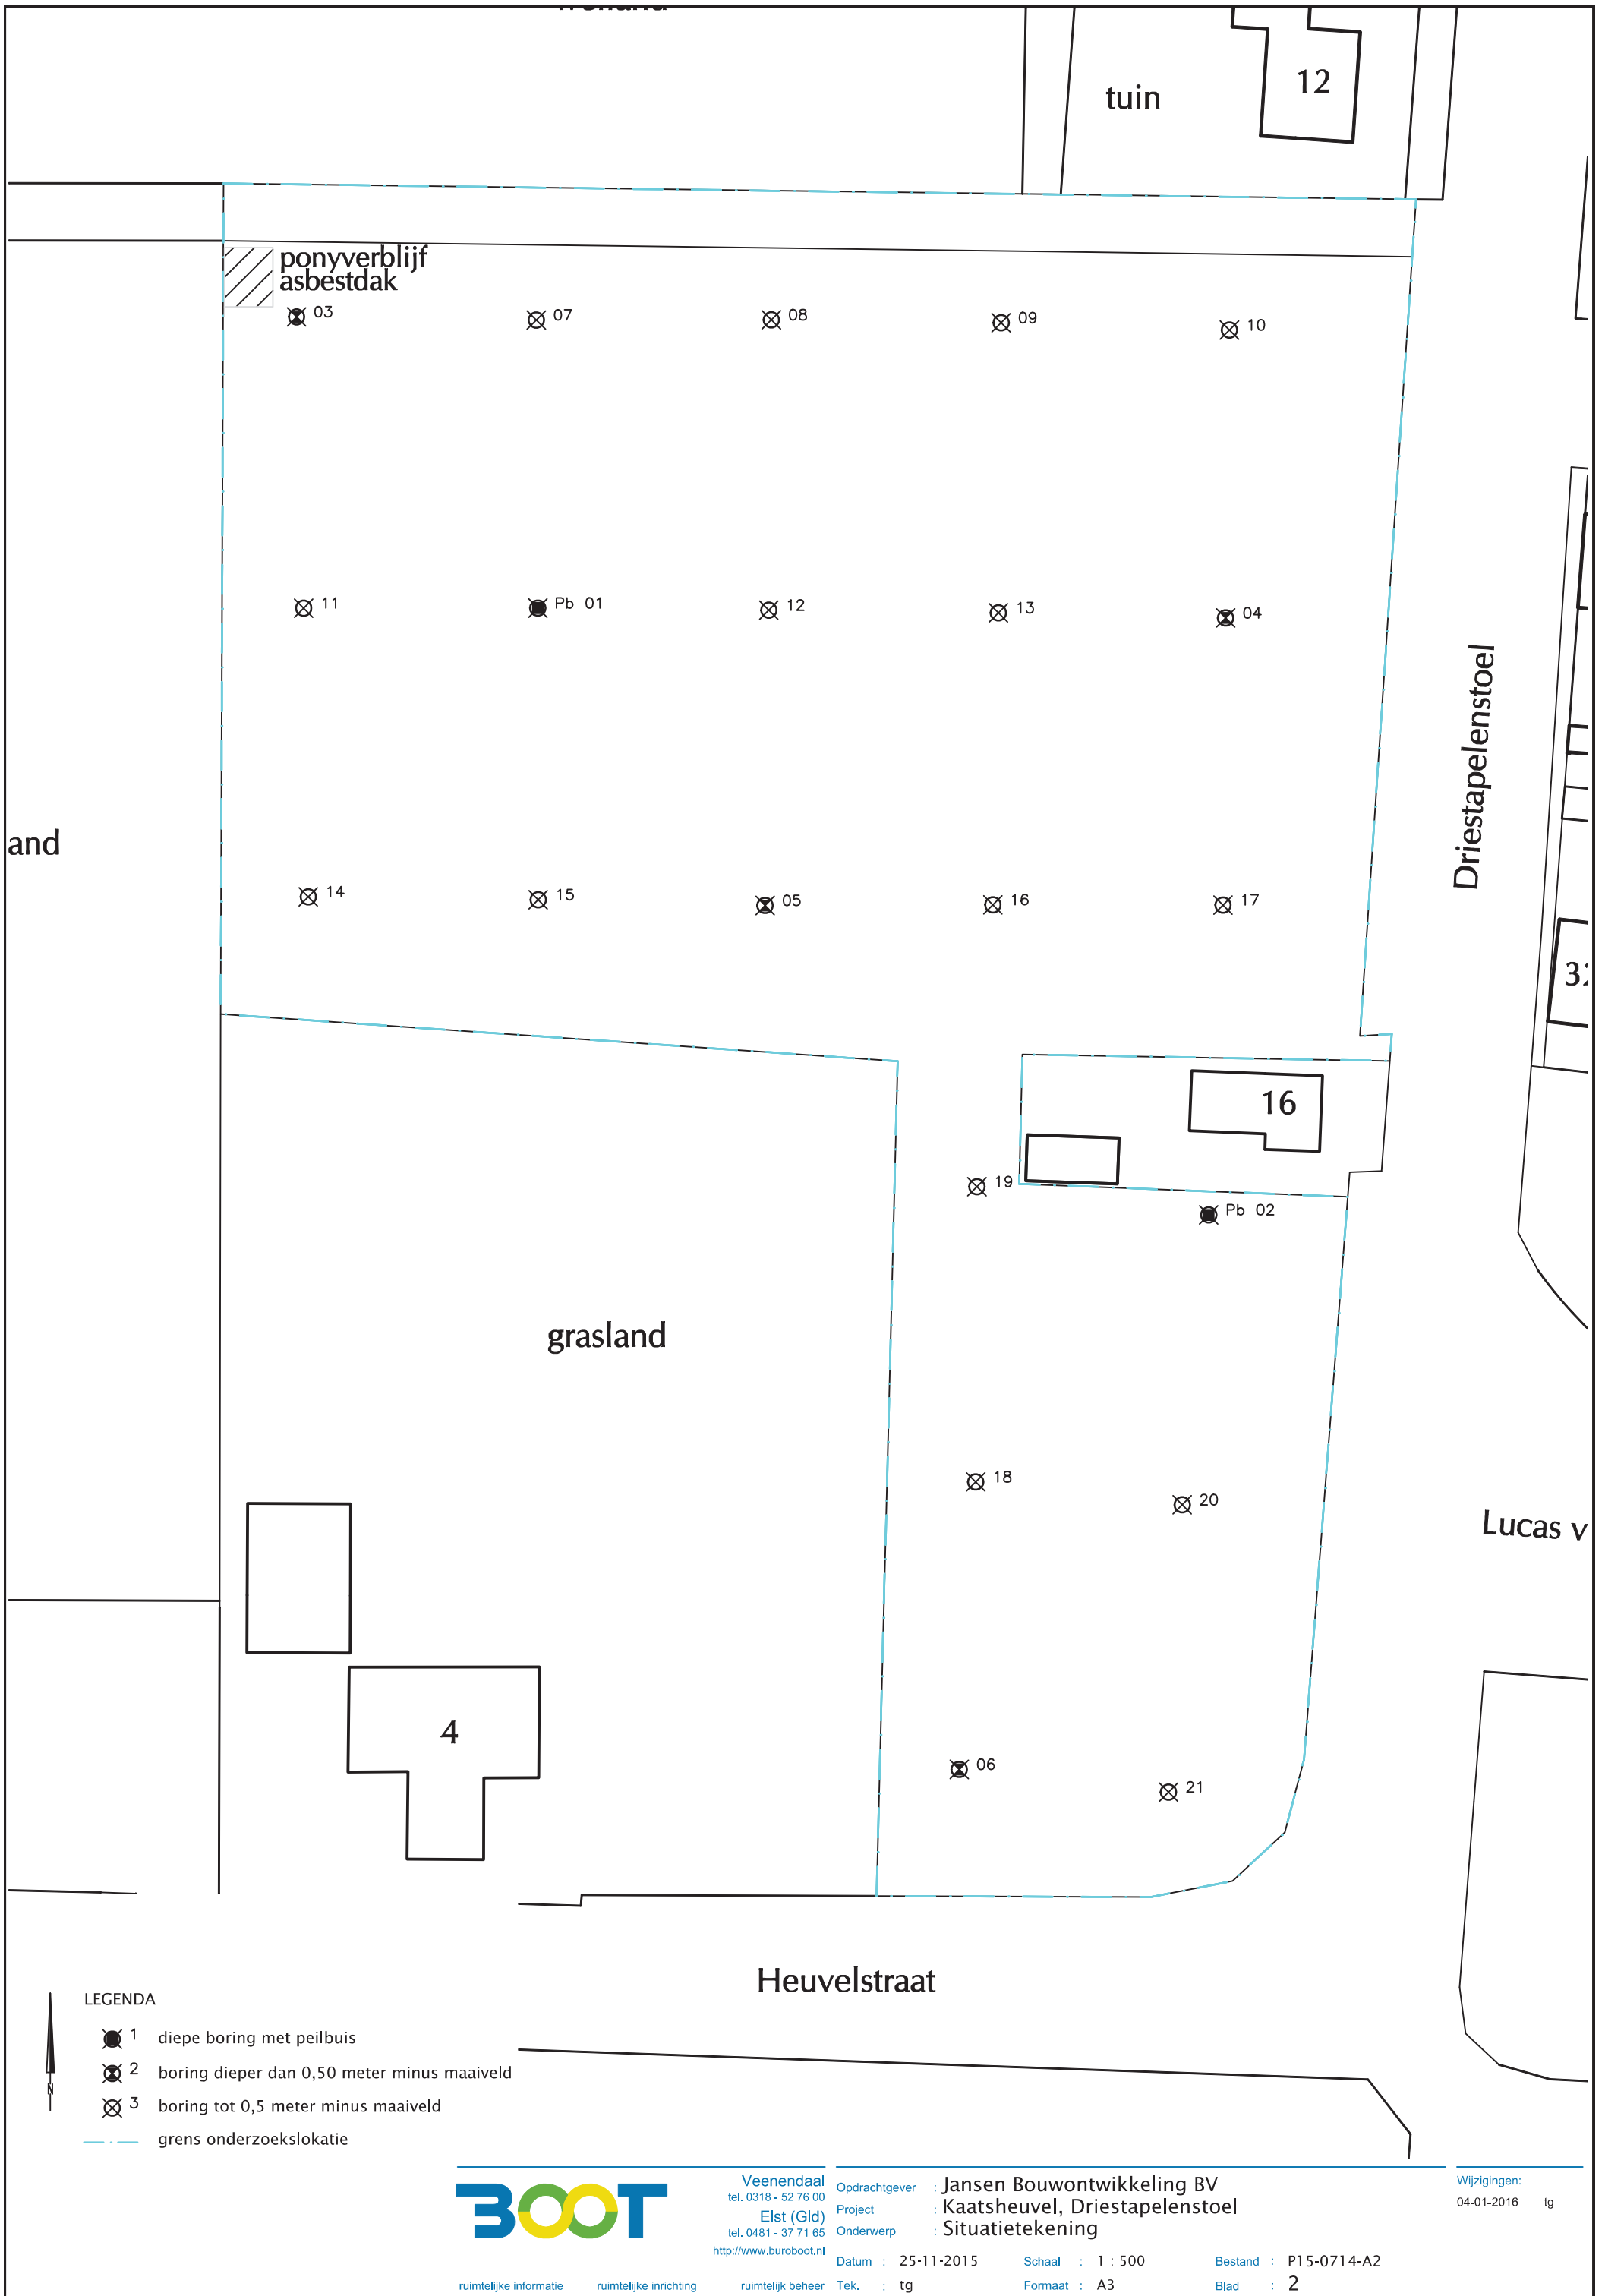 12
tuin
ponyverblijf
asbestdak
03
07
08
09
10
11
Pb 01
12
13
04
Driestapelenstoel
and
14
15
05
16
17
16
19
Pb 02
grasland
18
20
Lucas v
4
06
21
Heuvelstraat
LEGENDA
1 diepe boring met peilbuis
2 boring dieper dan 0,50 meter minus maaiveld
3 boring tot 0,5 meter minus maaiveld
grens onderzoekslokatie
N
BOOT
Veenendaal
tel. 0318 - 52 76 00
Elst (Gld)
tel. 0481 - 37 71 65
http://www.buroboot.nl
ruimtelijke informatie ruimtelijke inrichting ruimtelijk beheer
Opdrachtgever : Jansen Bouwontwikkeling BV
Project : Kaatsheuvel, Driestapelenstoel
Onderwerp : Situatietekening
Datum : 25-11-2015 Schaal : 1 : 500 Bestand : P15-0714-A2
Tek. : tg Formaat : A3 Blad : 2
Wijzigingen:
04-01-2016 tg